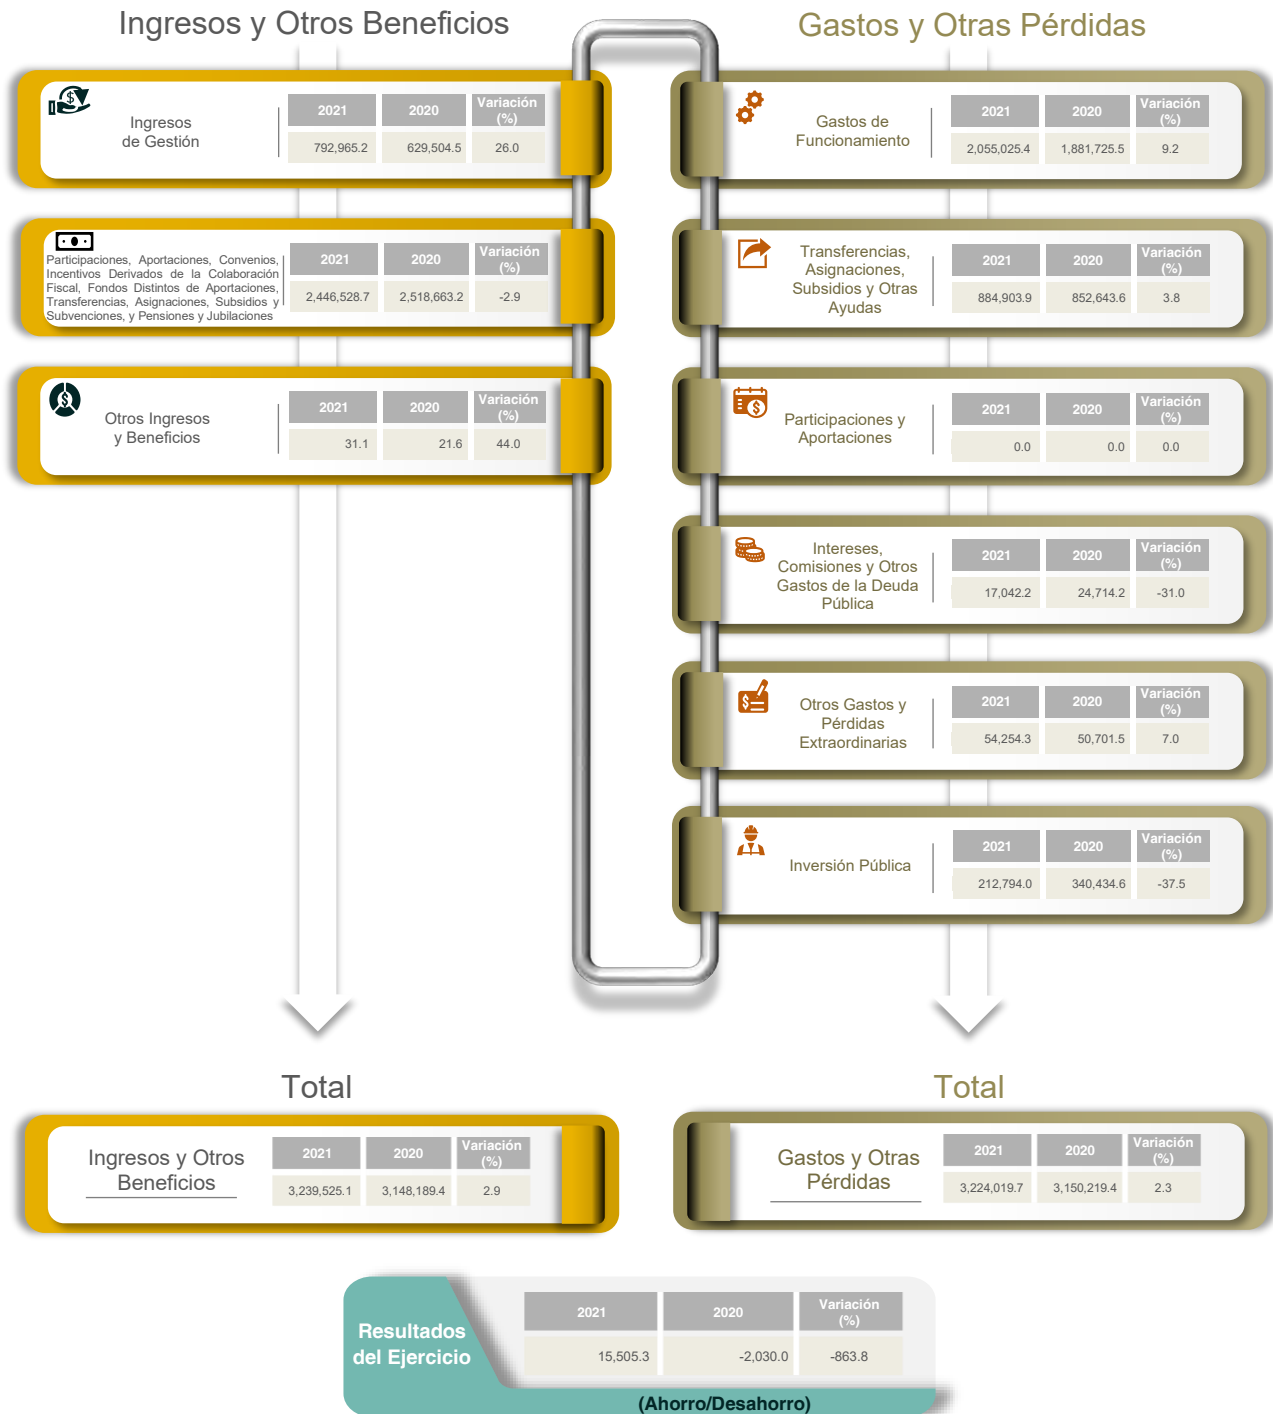 Ingresos y Otros Beneficios
Ingresos
de Gestión
2021 2020 Variación (%)
792,965.2 629,504.5 26.0
Participaciones, Aportaciones, Convenios,
Incentivos Derivados de la Colaboración
Fiscal, Fondos Distintos de Aportaciones,
Transferencias, Asignaciones, Subsidios y
Subvenciones, y Pensiones y Jubilaciones
2021 2020 Variación (%)
2,446,528.7 2,518,663.2 -2.9
Otros Ingresos
y Beneficios
2021 2020 Variación (%)
31.1 21.6 44.0
Gastos y Otras Pérdidas
Gastos de
Funcionamiento
2021 2020 Variación (%)
2,055,025.4 1,881,725.5 9.2
Transferencias,
Asignaciones,
Subsidios y Otras
Ayudas
2021 2020 Variación (%)
884,903.9 852,643.6 3.8
Participaciones y
Aportaciones
2021 2020 Variación (%)
0.0 0.0 0.0
Intereses,
Comisiones y Otros
Gastos de la Deuda
Pública
2021 2020 Variación (%)
17,042.2 24,714.2 -31.0
Otros Gastos y
Pérdidas
Extraordinarias
2021 2020 Variación (%)
54,254.3 50,701.5 7.0
Inversión Pública
2021 2020 Variación (%)
212,794.0 340,434.6 -37.5
Total
Ingresos y Otros
Beneficios
2021 2020 Variación (%)
3,239,525.1 3,148,189.4 2.9
Total
Gastos y Otras
Pérdidas
2021 2020 Variación (%)
3,224,019.7 3,150,219.4 2.3
Resultados
del Ejercicio
2021 2020 Variación (%)
15,505.3 -2,030.0 -863.8
(Ahorro/Desahorro)